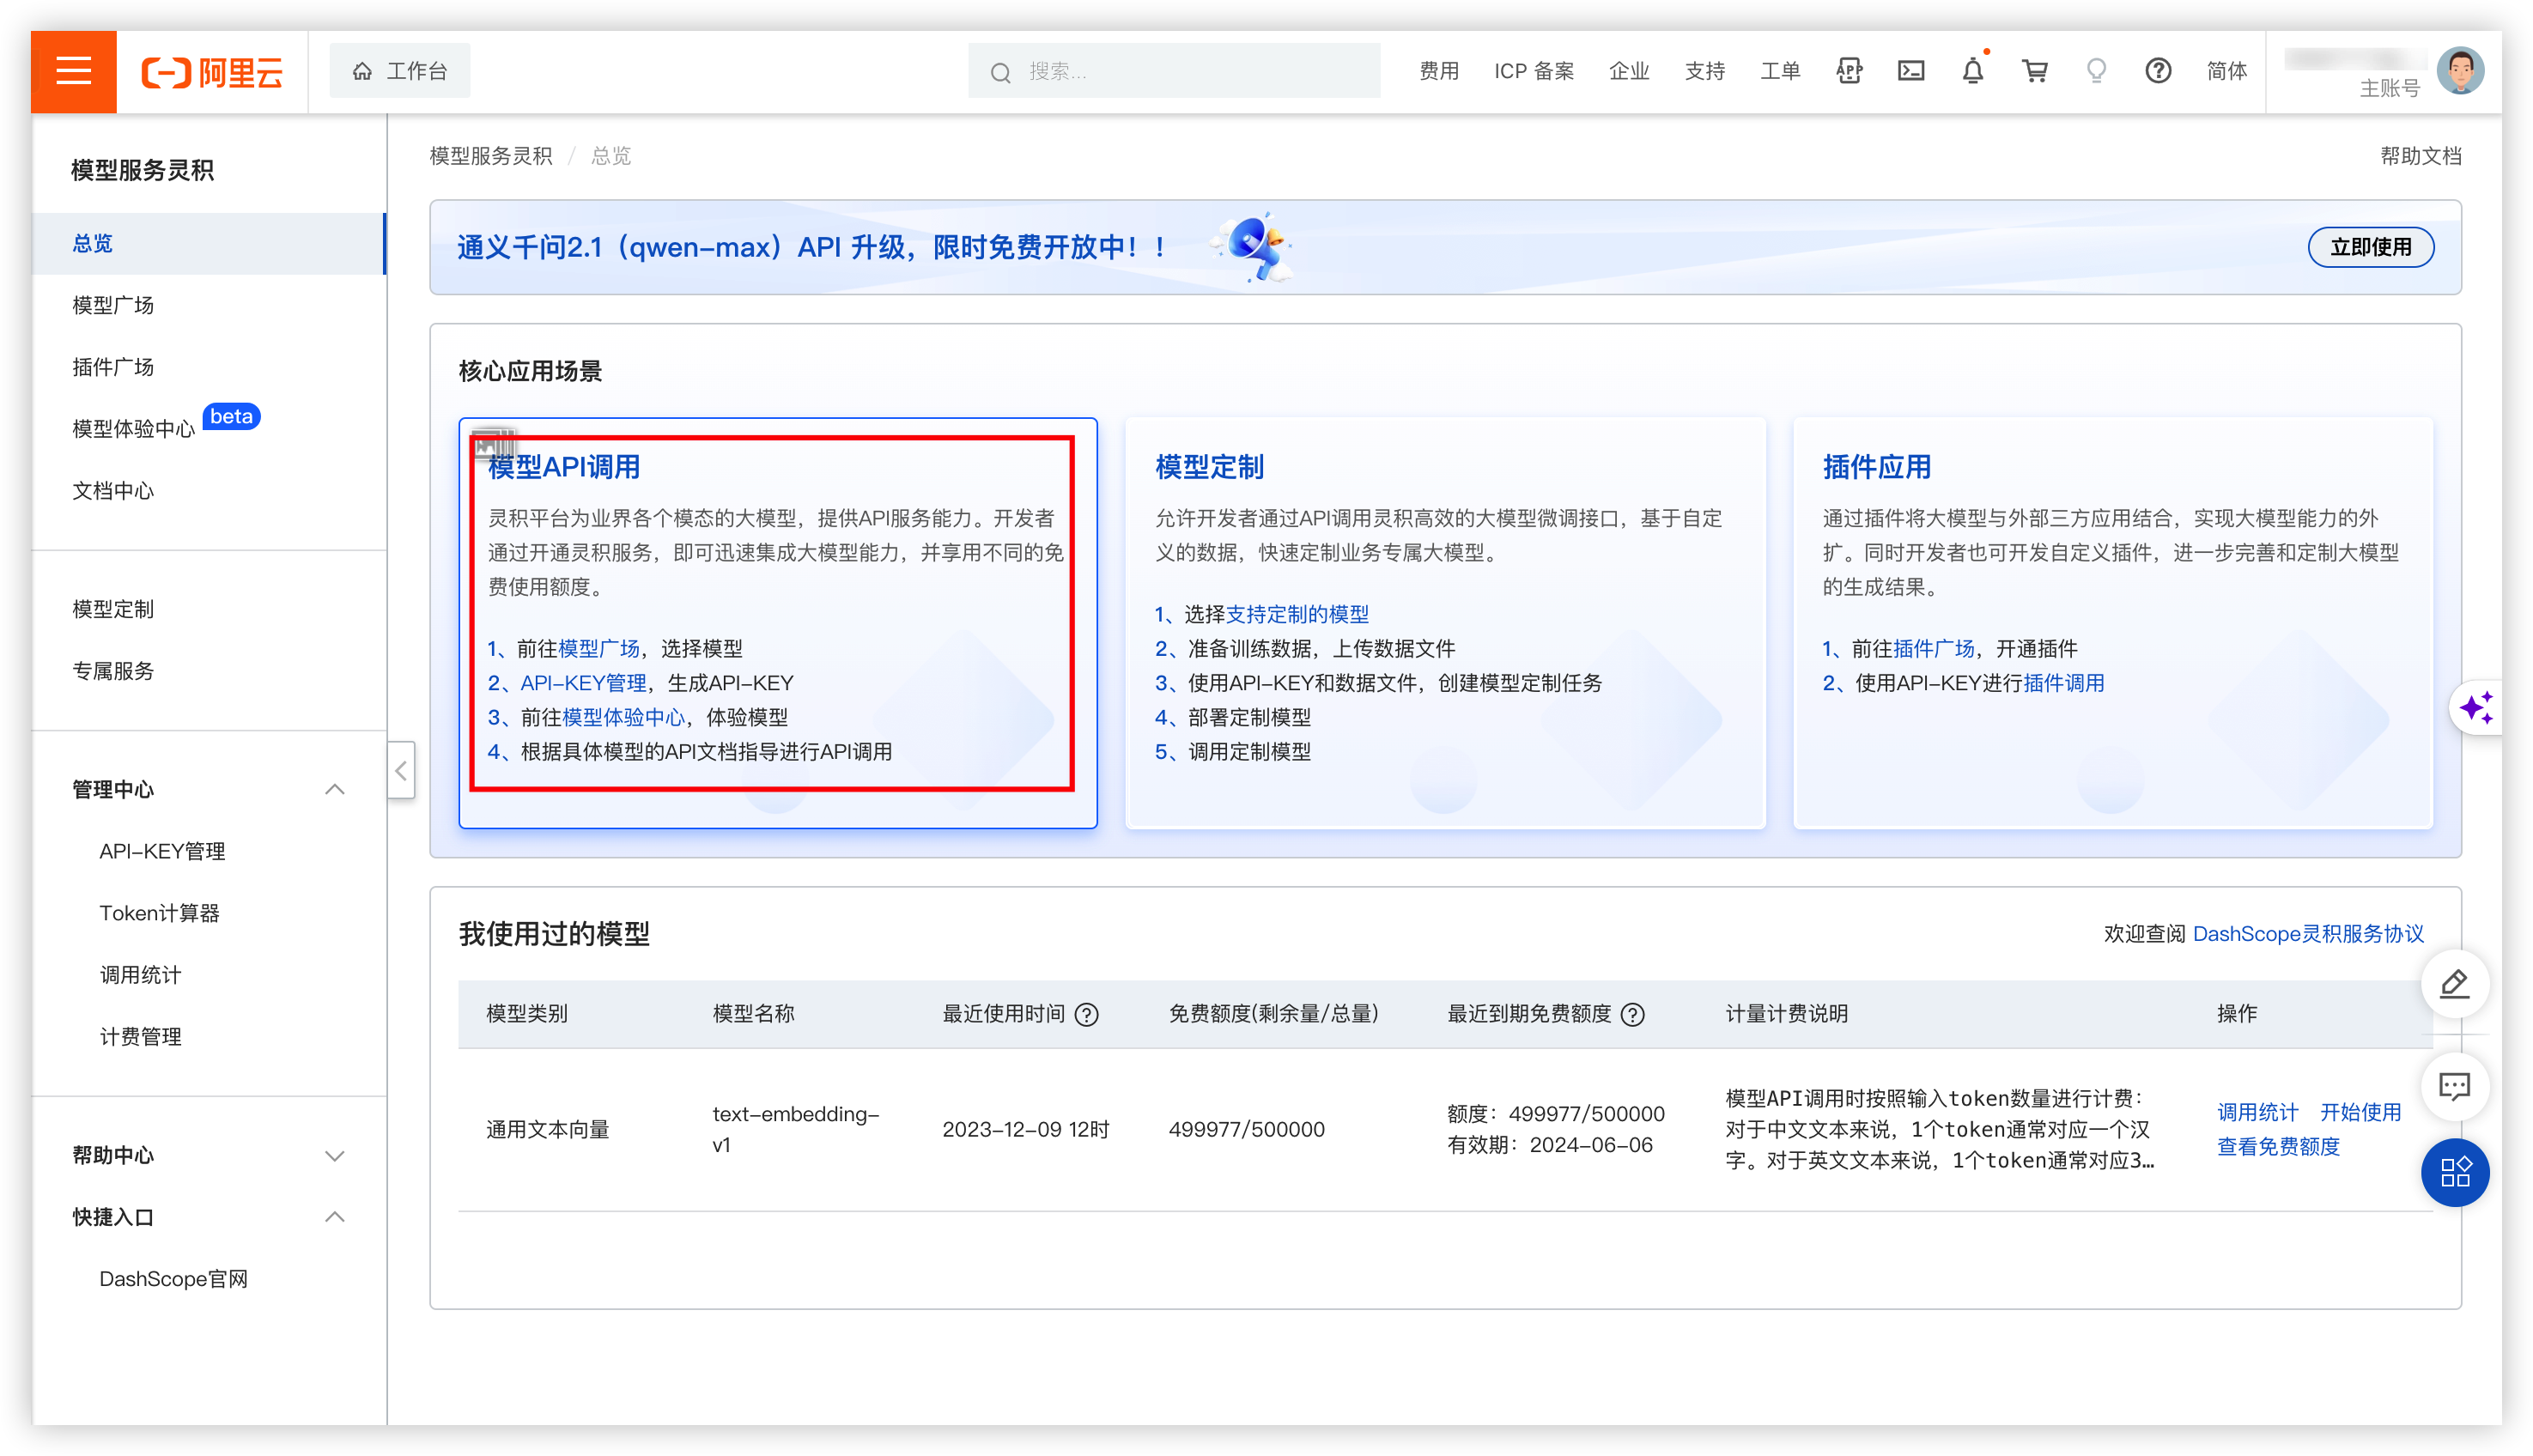 阿里云
工作台
搜索...
费用
ICP 备案
企业
支持
工单
APP
简体
主账号
模型服务灵积
总览
模型广场
插件广场
模型体验中心 beta
文档中心
模型定制
专属服务
管理中心
API-KEY管理
Token计算器
调用统计
计费管理
帮助中心
快捷入口
DashScope官网
模型服务灵积 / 总览
帮助文档
通义千问2.1（qwen-max）API 升级，限时免费开放中！！
立即使用
核心应用场景
模型API调用
灵积平台为业界各个模态的大模型，提供API服务能力。开发者
通过开通灵积服务，即可迅速集成大模型能力，并享用不同的免
费使用额度。
1、前往模型广场，选择模型
2、API-KEY管理，生成API-KEY
3、前往模型体验中心，体验模型
4、根据具体模型的API文档指导进行API调用
模型定制
允许开发者通过API调用灵积高效的大模型微调接口，基于自定
义的数据，快速定制业务专属大模型。
1、选择支持定制的模型
2、准备训练数据，上传数据文件
3、使用API-KEY和数据文件，创建模型定制任务
4、部署定制模型
5、调用定制模型
插件应用
通过插件将大模型与外部三方应用结合，实现大模型能力的外
扩。同时开发者也可开发自定义插件，进一步完善和定制大模型
的生成结果。
1、前往插件广场，开通插件
2、使用API-KEY进行插件调用
我使用过的模型
欢迎查阅 DashScope灵积服务协议
模型类别
模型名称
最近使用时间
免费额度(剩余量/总量)
最近到期免费额度
计量计费说明
操作
通用文本向量
text-embedding-
v1
2023-12-09 12时
499977/500000
额度：499977/500000
有效期：2024-06-06
模型API调用时按照输入token数量进行计费：
对于中文文本来说，1个token通常对应一个汉
字。对于英文文本来说，1个token通常对应3...
调用统计 开始使用
查看免费额度